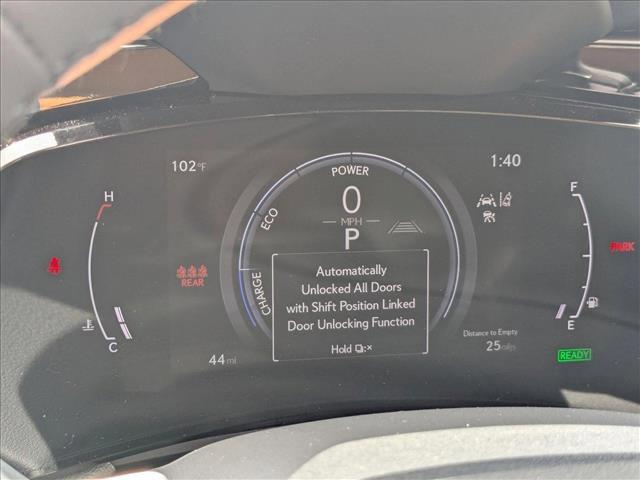 102°F
1:40
POWER
H
F
ECO
0
MPH
P
PARK
REAR
CHARGE
Automatically
Unlocked All Doors
with Shift Position Linked
Door Unlocking Function
Hold :×
C
E
Distance to Empty
44 mi
25 miles
READY